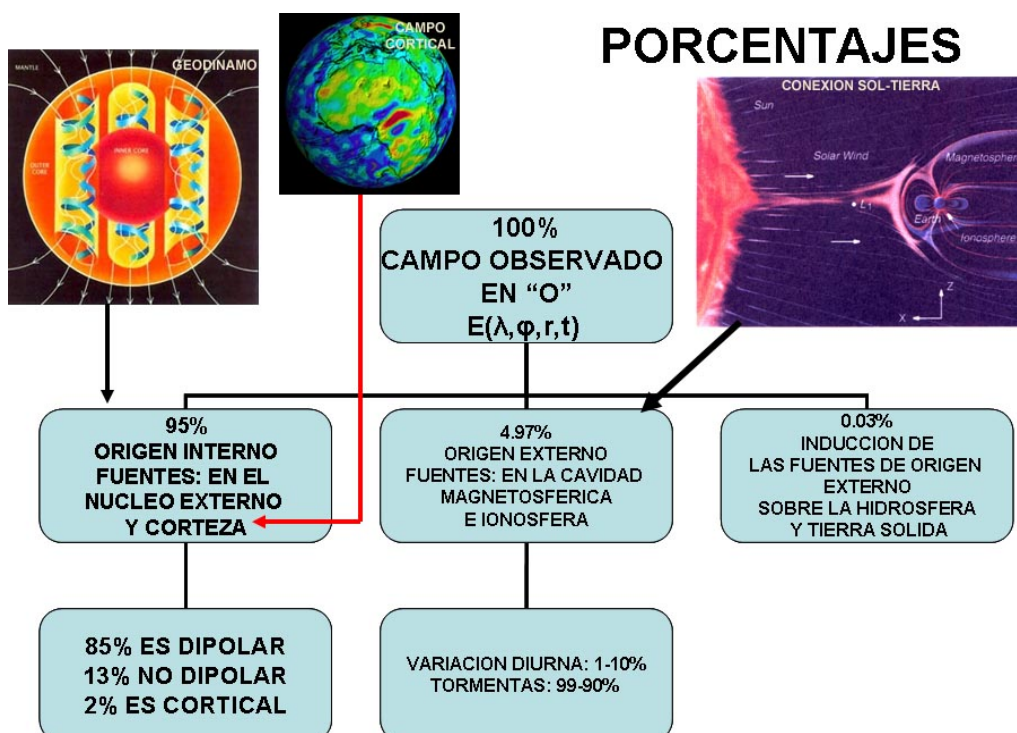 PORCENTAJES
MANTLE
GEODINAMO
INNER CORE
OUTER CORE
CAMPO
CORTICAL
CONEXION SOL-TIERRA
Sun
Solar Wind
Magnetosphere
L1
Earth
Ionosphere
Z
X
100%
CAMPO OBSERVADO
EN “O”
E(λ,φ,r,t)
95%
ORIGEN INTERNO
FUENTES: EN EL
NUCLEO EXTERNO
Y CORTEZA
4.97%
ORIGEN EXTERNO
FUENTES: EN LA CAVIDAD
MAGNETOSFERICA
E IONOSFERA
0.03%
INDUCCION DE
LAS FUENTES DE ORIGEN
EXTERNO
SOBRE LA HIDROSFERA
Y TIERRA SOLIDA
85% ES DIPOLAR
13% NO DIPOLAR
2% ES CORTICAL
VARIACION DIURNA: 1-10%
TORMENTAS: 99-90%